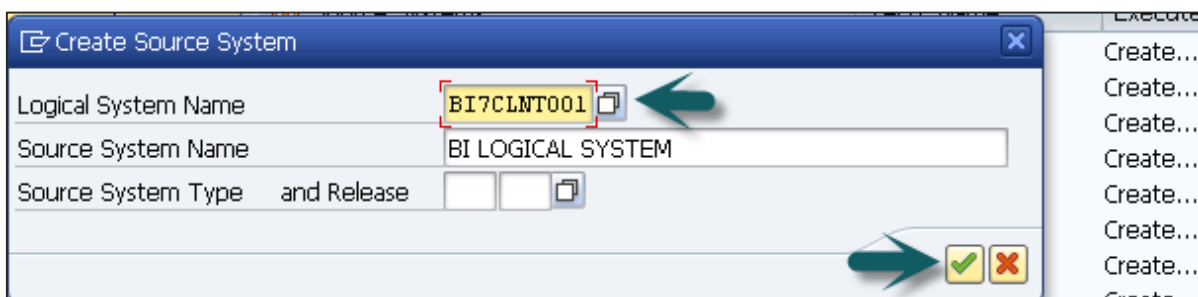 Create Source System
Execute
Logical System Name BI7CLNT001
Source System Name BI LOGICAL SYSTEM
Source System Type and Release
Create...
Create...
Create...
Create...
Create...
Create...
Create...